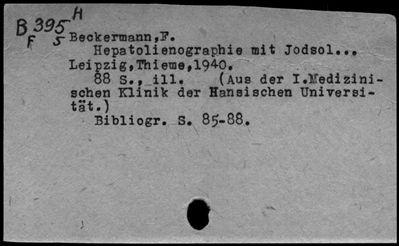 B 395 H
F 5
Beckermann,F.
Hepatolienographie mit Jodsol...
Leipzig,Thieme,1940.
88 S., ill. (Aus der I.Medizini-
schen Klinik der Hansischen Universi-
tät.)
Bibliogr. S. 85-88.